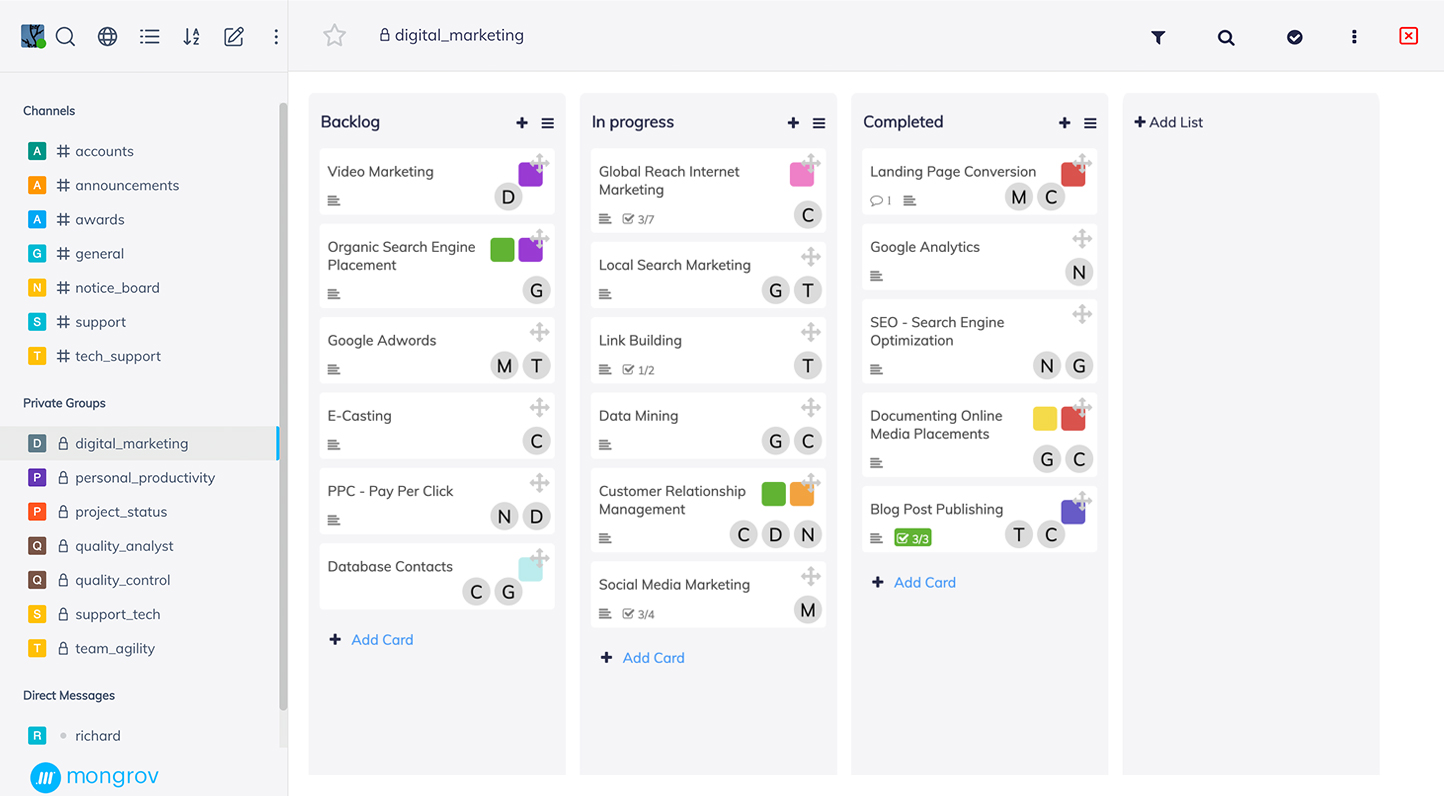 digital_marketing
Channels
A # accounts
A # announcements
A # awards
G # general
N # notice_board
S # support
T # tech_support
Private Groups
D digital_marketing
P personal_productivity
P project_status
Q quality_analyst
Q quality_control
S support_tech
T team_agility
Direct Messages
R richard
mongrov
Backlog
Video Marketing
D
Organic Search Engine
Placement
G
Google Adwords
M T
E-Casting
C
PPC - Pay Per Click
N D
Database Contacts
C G
+ Add Card
In progress
Global Reach Internet
Marketing
3/7 C
Local Search Marketing
G T
Link Building
1/2 T
Data Mining
G C
Customer Relationship
Management
C D N
Social Media Marketing
3/4 M
+ Add Card
Completed
Landing Page Conversion
1 M C
Google Analytics
N
SEO - Search Engine
Optimization
N G
Documenting Online
Media Placements
G C
Blog Post Publishing
3/3 T C
+ Add Card
+ Add List